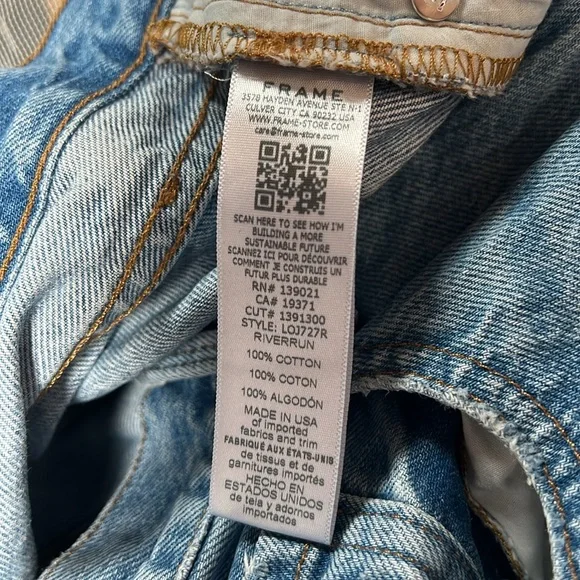 FRAME
3578 HAYDEN AVENUE STE N-1
CULVER CITY CA 90232 USA
WWW.FRAME-STORE.COM
care@frame-store.com
SCAN HERE TO SEE HOW I'M
BUILDING A MORE
SUSTAINABLE FUTURE
SCANNEZ ICI POUR DÉCOUVRIR
COMMENT JE CONSTRUIS UN
FUTUR PLUS DURABLE
RN# 139021
CA# 19371
CUT# 1391300
STYLE: LOJ727R
RIVERRUN
100% COTTON
100% COTON
100% ALGODÓN
MADE IN USA
of imported
fabrics and trim
FABRIQUÉ AUX ÉTATS-UNIS
de tissus et de
garnitures importés
HECHO EN
ESTADOS UNIDOS
de tela y adornos
importados